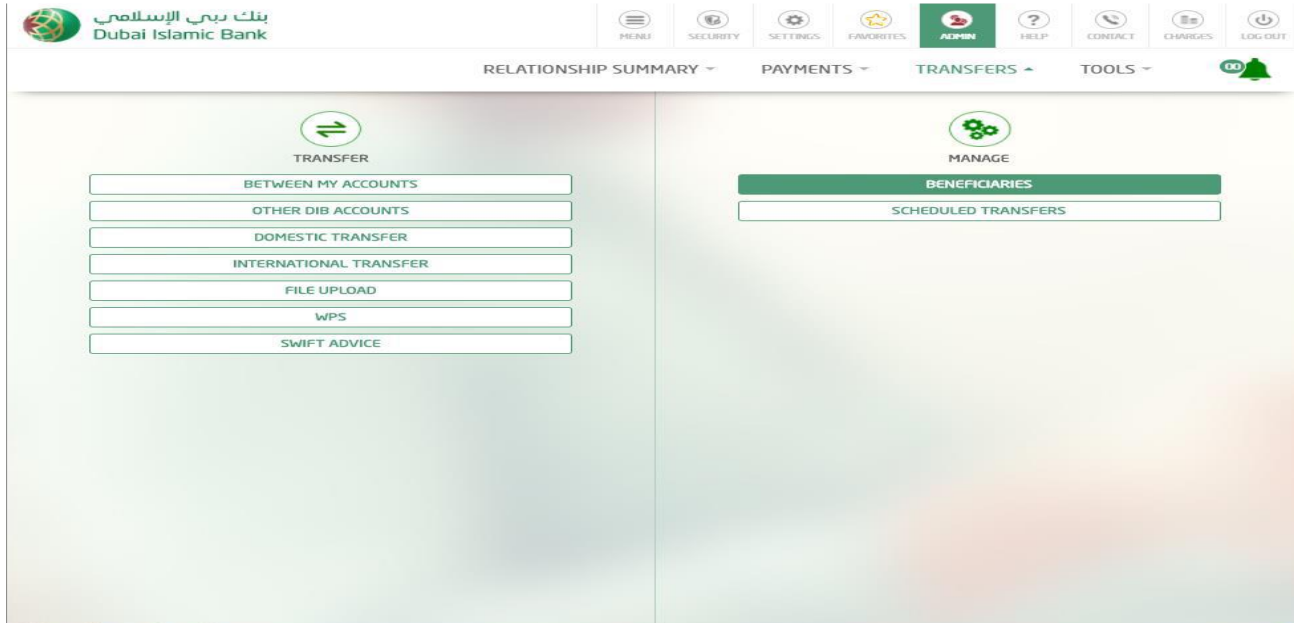 بنك دبي الإسلامي
Dubai Islamic Bank
MENU
SECURITY
SETTINGS
FAVORITES
ADMIN
HELP
CONTACT
CHARGES
LOG OUT
RELATIONSHIP SUMMARY
PAYMENTS
TRANSFERS
TOOLS
00
TRANSFER
BETWEEN MY ACCOUNTS
OTHER DIB ACCOUNTS
DOMESTIC TRANSFER
INTERNATIONAL TRANSFER
FILE UPLOAD
WPS
SWIFT ADVICE
MANAGE
BENEFICIARIES
SCHEDULED TRANSFERS